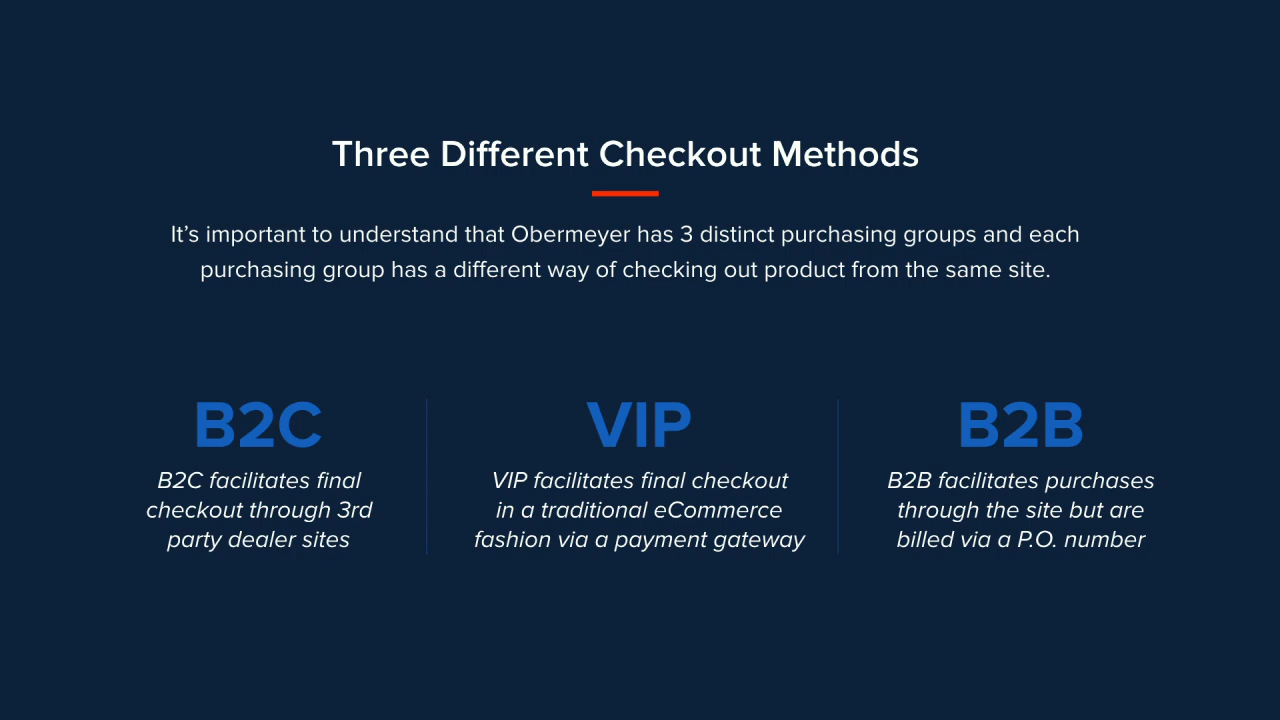 Three Different Checkout Methods
It’s important to understand that Obermeyer has 3 distinct purchasing groups and each
purchasing group has a different way of checking out product from the same site.
B2C
B2C facilitates final
checkout through 3rd
party dealer sites
VIP
VIP facilitates final checkout
in a traditional eCommerce
fashion via a payment gateway
B2B
B2B facilitates purchases
through the site but are
billed via a P.O. number